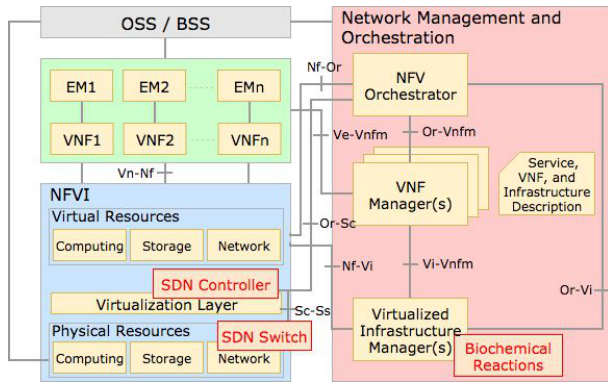 OSS / BSS
Network Management and
Orchestration
EM1
EM2
EMn
VNF1
VNF2
VNFn
Vn-Nf
Nf-Or
NFV
Orchestrator
Ve-Vnfm
Or-Vnfm
VNF
Manager(s)
Service,
VNF, and
Infrastructure
Description
NFVI
Virtual Resources
Computing
Storage
Network
Or-Sc
Nf-Vi
Vi-Vnfm
Or-Vi
SDN Controller
Virtualization Layer
Sc-Ss
SDN Switch
Physical Resources
Computing
Storage
Network
Virtualized
Infrastructure
Manager(s)
Biochemical
Reactions